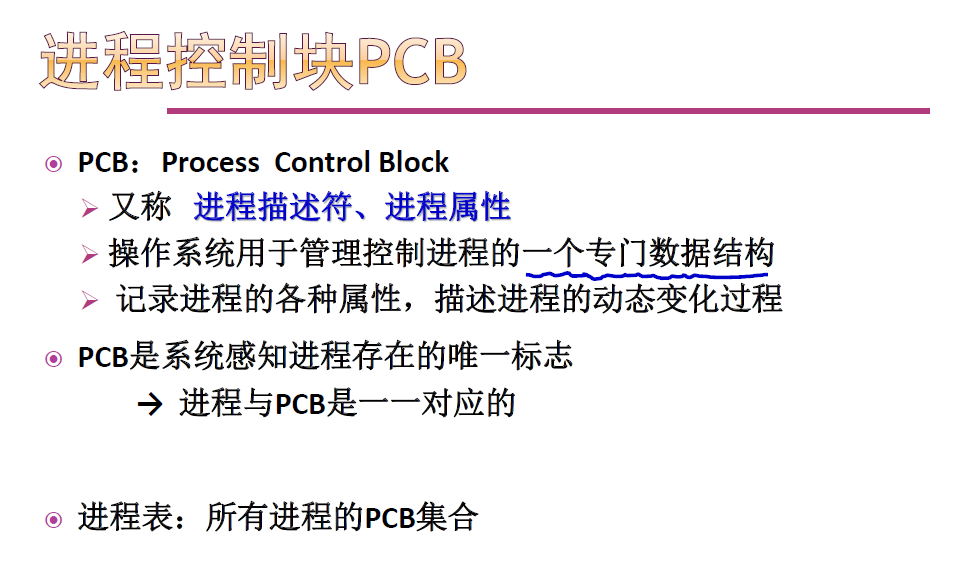 进程控制块PCB
PCB：Process Control Block
又称 进程描述符、进程属性
操作系统用于管理控制进程的一个专门数据结构
记录进程的各种属性，描述进程的动态变化过程
PCB是系统感知进程存在的唯一标志
→ 进程与PCB是一一对应的
进程表：所有进程的PCB集合